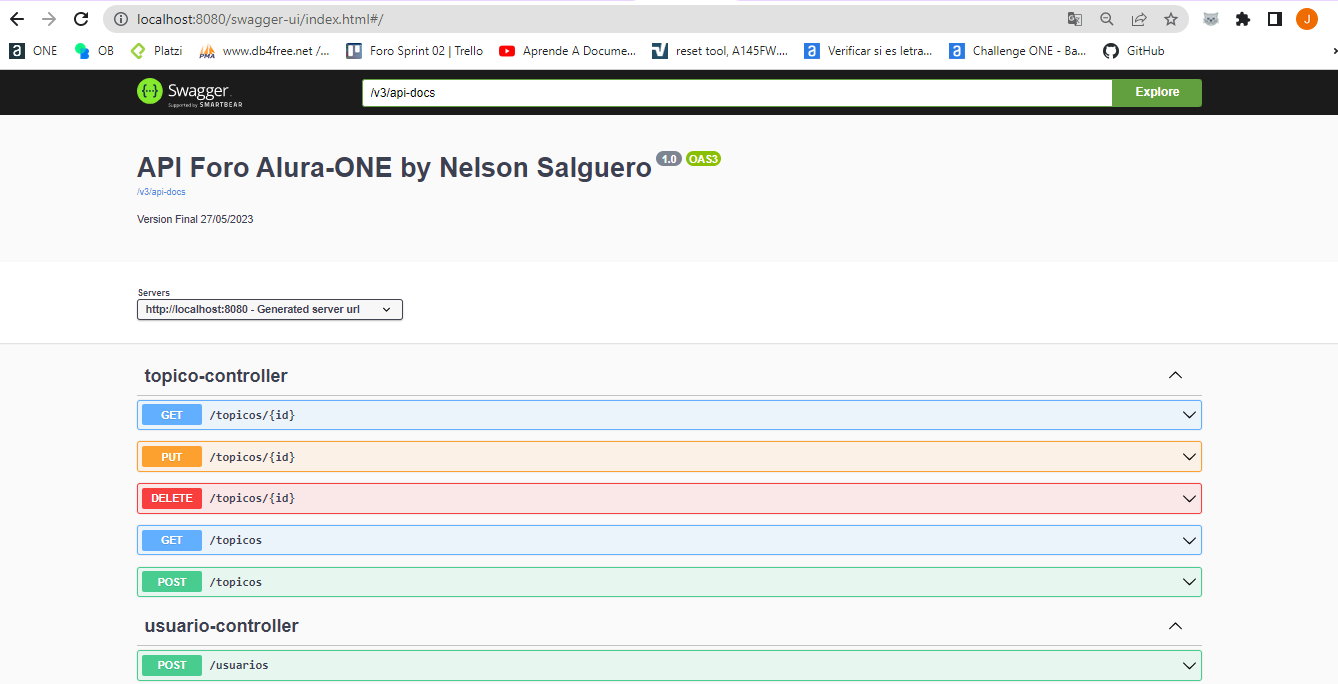 localhost:8080/swagger-ui/index.html#/
J
a ONE OB Platzi PMA www.db4free.net /... Foro Sprint 02 | Trello Aprende A Docume... reset tool, A145FW.... a Verificar si es letra... a Challenge ONE - Ba... GitHub
{··} Swagger.
Supported by SMARTBEAR
/v3/api-docs
Explore
API Foro Alura-ONE by Nelson Salguero 1.0 OAS3
/v3/api-docs
Version Final 27/05/2023
Servers
http://localhost:8080 - Generated server url
topico-controller
GET /topicos/{id}
PUT /topicos/{id}
DELETE /topicos/{id}
GET /topicos
POST /topicos
usuario-controller
POST /usuarios